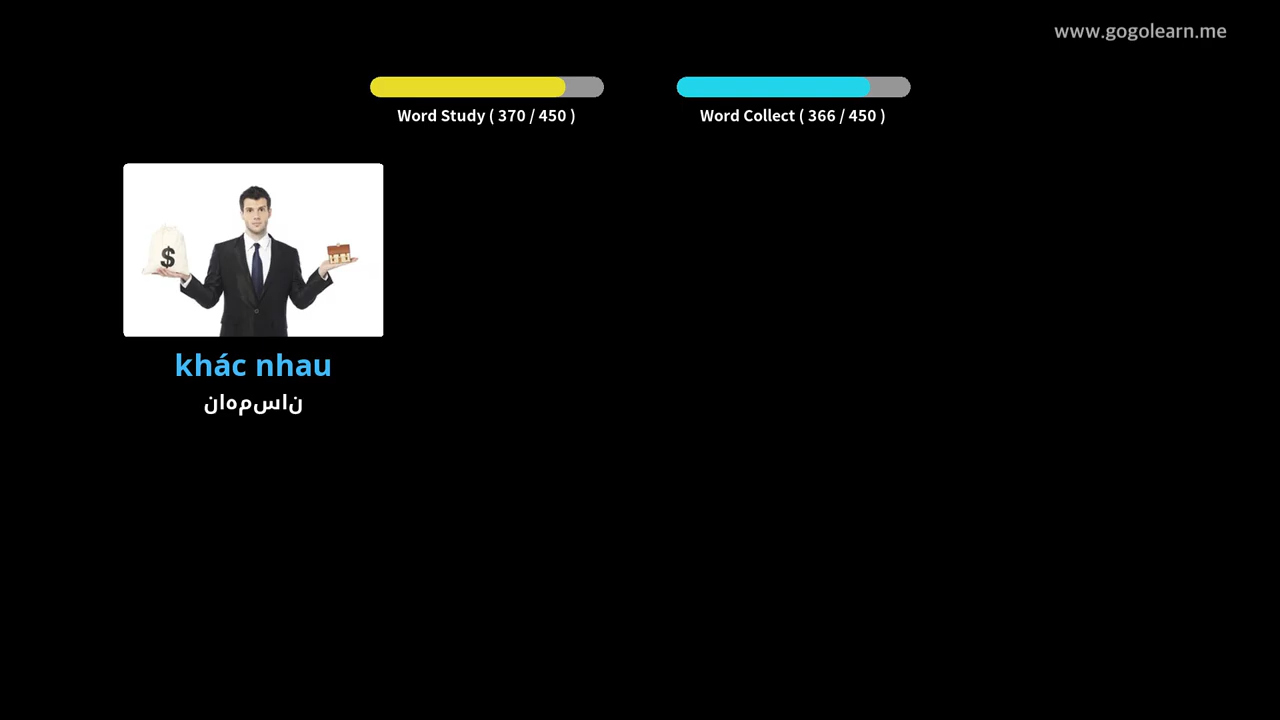 www.gogolearn.me
Word Study ( 370 / 450 )
Word Collect ( 366 / 450 )
$
khác nhau
ناهمسان